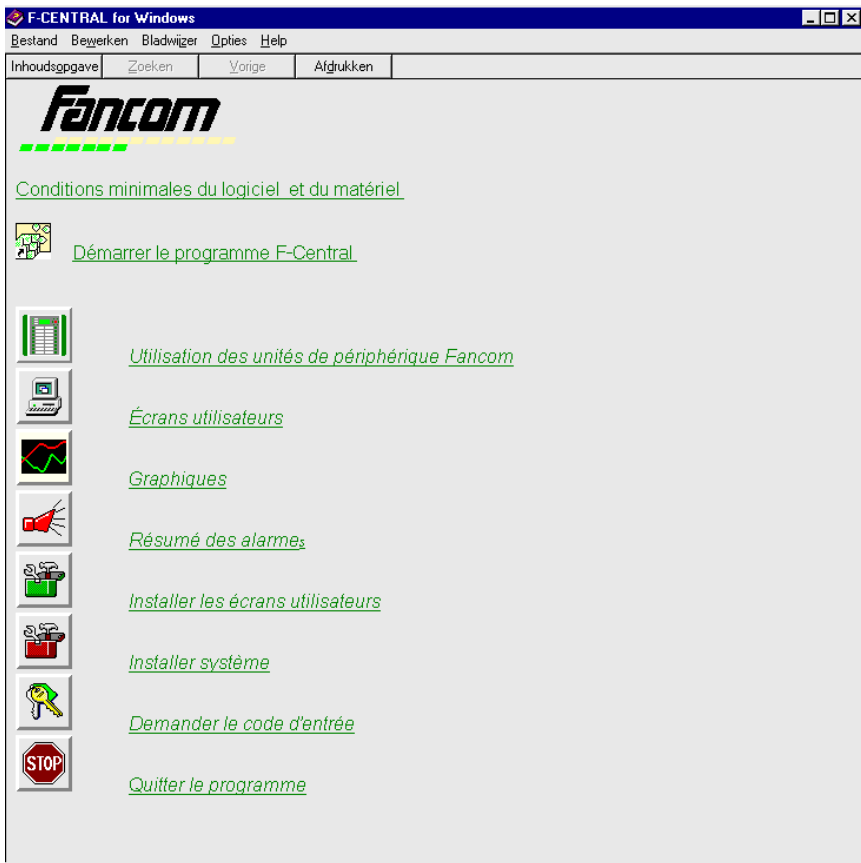 F-CENTRAL for Windows
Bestand Bewerken Bladwijzer Opties Help
Inhoudsopgave Zoeken Vorige Afdrukken
Fancom
Conditions minimales du logiciel et du matériel
Démarrer le programme F-Central
Utilisation des unités de périphérique Fancom
Écrans utilisateurs
Graphiques
Résumé des alarmes
Installer les écrans utilisateurs
Installer système
Demander le code d'entrée
STOP
Quitter le programme